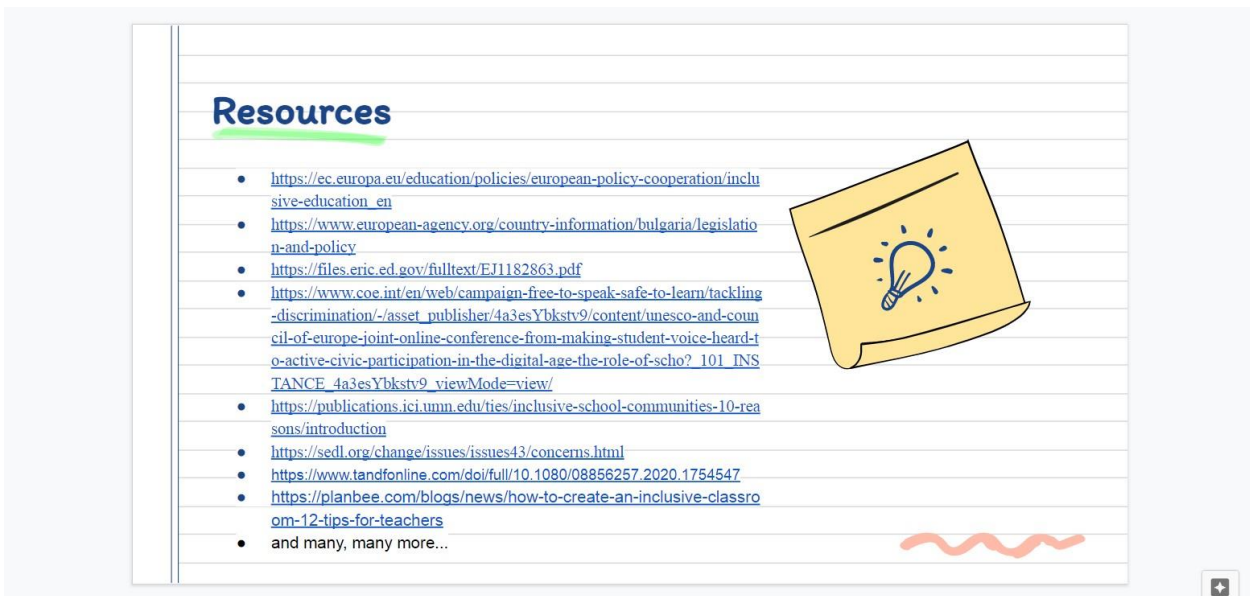 Resources
● https://ec.europa.eu/education/policies/european-policy-cooperation/inclu
sive-education_en
● https://www.european-agency.org/country-information/bulgaria/legislatio
n-and-policy
● https://files.eric.ed.gov/fulltext/EJ1182863.pdf
● https://www.coe.int/en/web/campaign-free-to-speak-safe-to-learn/tackling
-discrimination/-/asset_publisher/4a3esYbkstv9/content/unesco-and-coun
cil-of-europe-joint-online-conference-from-making-student-voice-heard-t
o-active-civic-participation-in-the-digital-age-the-role-of-scho?_101_INS
TANCE_4a3esYbkstv9_viewMode=view/
● https://publications.ici.umn.edu/ties/inclusive-school-communities-10-rea
sons/introduction
● https://sedl.org/change/issues/issues43/concerns.html
● https://www.tandfonline.com/doi/full/10.1080/08856257.2020.1754547
● https://planbee.com/blogs/news/how-to-create-an-inclusive-classro
om-12-tips-for-teachers
● and many, many more...